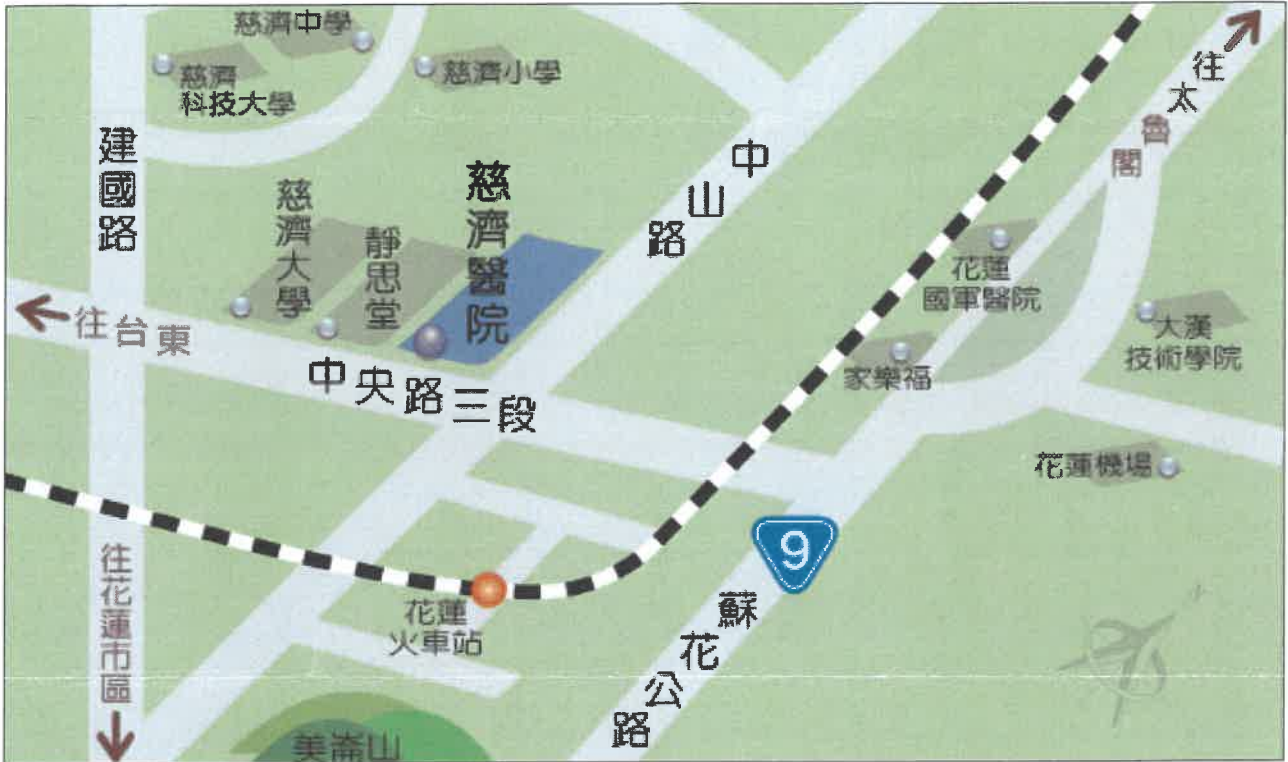 慈濟中學
慈濟
科技大學
慈濟小學
往太魯閣
建國路
中山路
慈濟大學
靜思堂
慈濟醫院
花蓮
國軍醫院
往台東
大漢
技術學院
家樂福
中央路三段
花蓮機場
9
往花蓮市區
花蓮
火車站
蘇花公路
美崙山